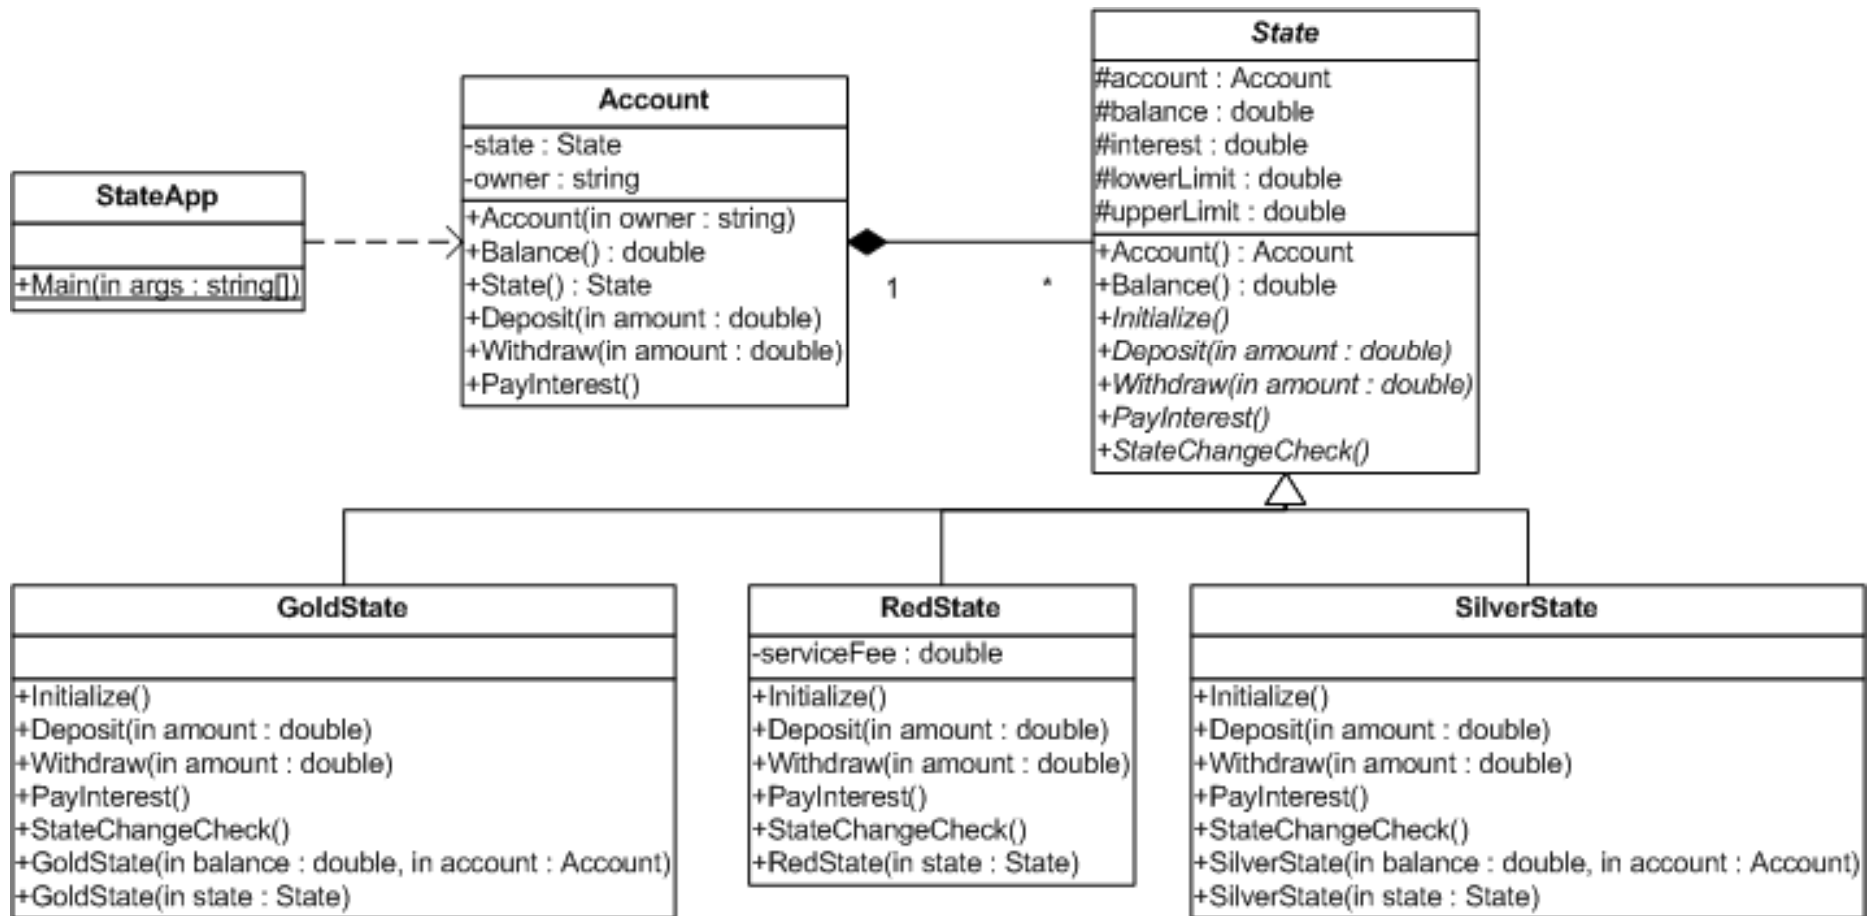 State
#account : Account
#balance : double
#interest : double
#lowerLimit : double
#upperLimit : double
+Account() : Account
+Balance() : double
+Initialize()
+Deposit(in amount : double)
+Withdraw(in amount : double)
+PayInterest()
+StateChangeCheck()
Account
-state : State
-owner : string
+Account(in owner : string)
+Balance() : double
+State() : State
+Deposit(in amount : double)
+Withdraw(in amount : double)
+PayInterest()
StateApp
+Main(in args : string[])
1
*
GoldState
+Initialize()
+Deposit(in amount : double)
+Withdraw(in amount : double)
+PayInterest()
+StateChangeCheck()
+GoldState(in balance : double, in account : Account)
+GoldState(in state : State)
RedState
-serviceFee : double
+Initialize()
+Deposit(in amount : double)
+Withdraw(in amount : double)
+PayInterest()
+StateChangeCheck()
+RedState(in state : State)
SilverState
+Initialize()
+Deposit(in amount : double)
+Withdraw(in amount : double)
+PayInterest()
+StateChangeCheck()
+SilverState(in balance : double, in account : Account)
+SilverState(in state : State)